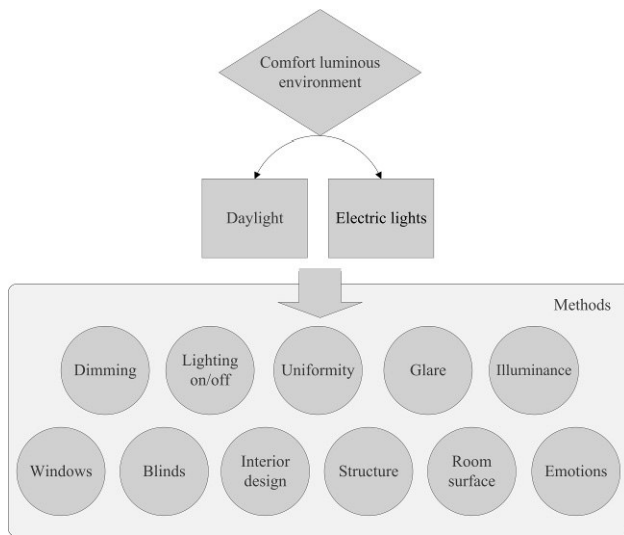 Comfort luminous
environment
Daylight
Electric lights
Methods
Dimming
Lighting
on/off
Uniformity
Glare
Illuminance
Windows
Blinds
Interior
design
Structure
Room
surface
Emotions